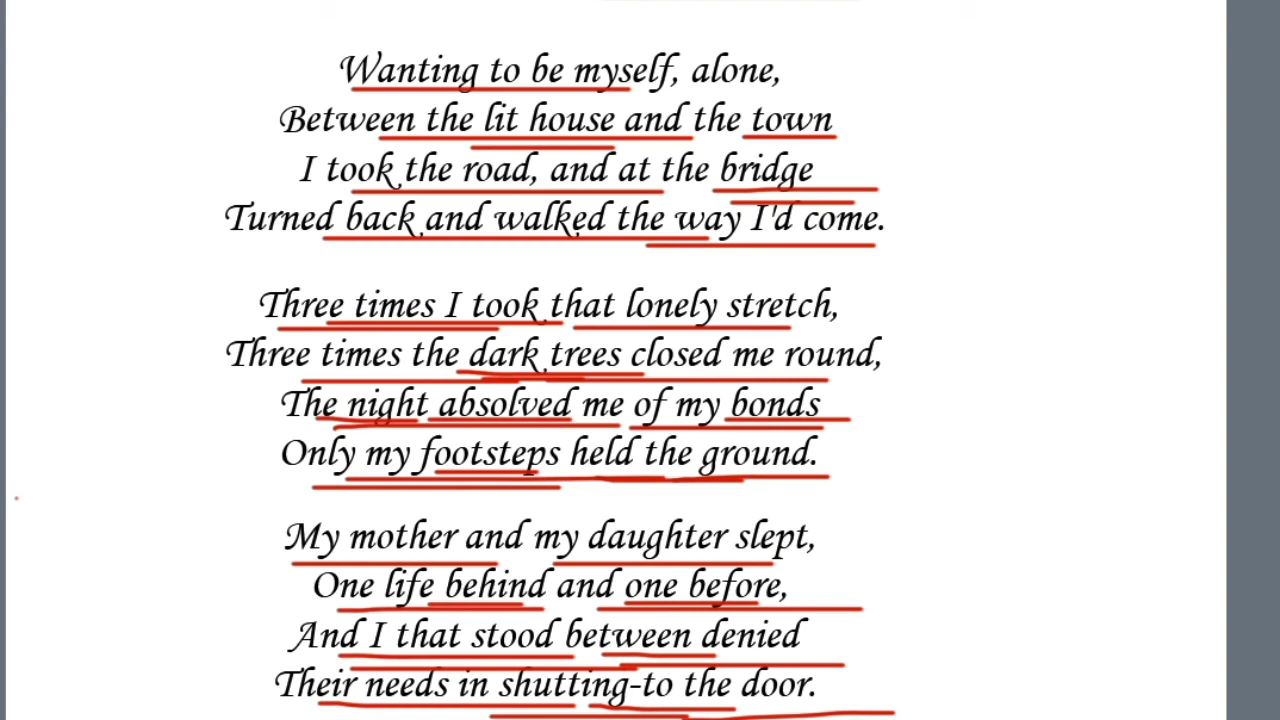 Wanting to be myself, alone,
Between the lit house and the town
I took the road, and at the bridge
Turned back and walked the way I'd come.
Three times I took that lonely stretch,
Three times the dark trees closed me round,
The night absolved me of my bonds
Only my footsteps held the ground.
My mother and my daughter slept,
One life behind and one before,
And I that stood between denied
Their needs in shutting-to the door.